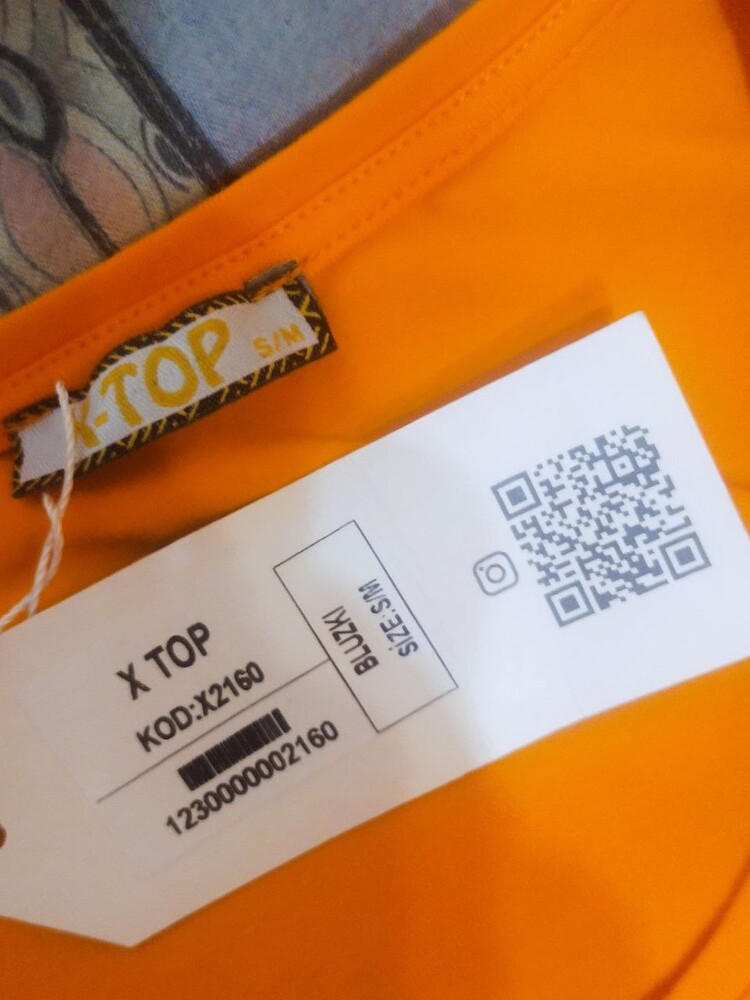 X-TOP
S/M
X TOP
KOD:X2160
1230000002160
BLUZKI
SİZE:S/M